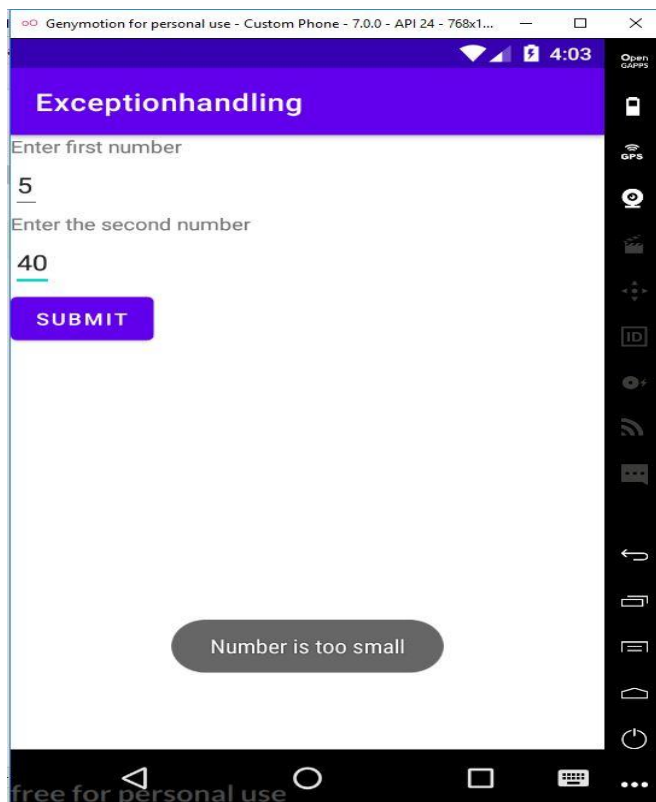 Genymotion for personal use - Custom Phone - 7.0.0 - API 24 - 768x1...
4:03
Open
GAPPS
Exceptionhandling
GPS
Enter first number
5
Enter the second number
40
SUBMIT
ID
Number is too small
free for personal use